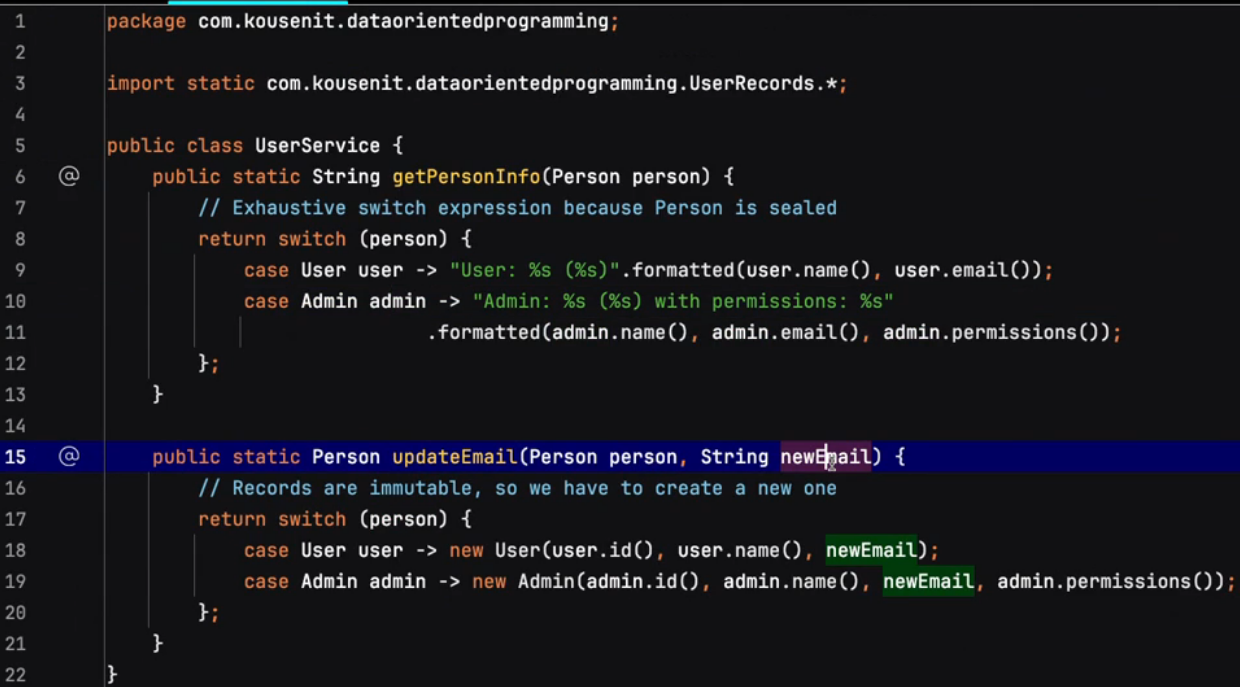 1 package com.kousenit.dataorientedprogramming;
2
3 import static com.kousenit.dataorientedprogramming.UserRecords.*;
4
5 public class UserService {
6 @ public static String getPersonInfo(Person person) {
7 // Exhaustive switch expression because Person is sealed
8 return switch (person) {
9 case User user -> "User: %s (%s)".formatted(user.name(), user.email());
10 case Admin admin -> "Admin: %s (%s) with permissions: %s"
11 .formatted(admin.name(), admin.email(), admin.permissions());
12 };
13 }
14
15 @ public static Person updateEmail(Person person, String newEmail) {
16 // Records are immutable, so we have to create a new one
17 return switch (person) {
18 case User user -> new User(user.id(), user.name(), newEmail);
19 case Admin admin -> new Admin(admin.id(), admin.name(), newEmail, admin.permissions());
20 };
21 }
22 }